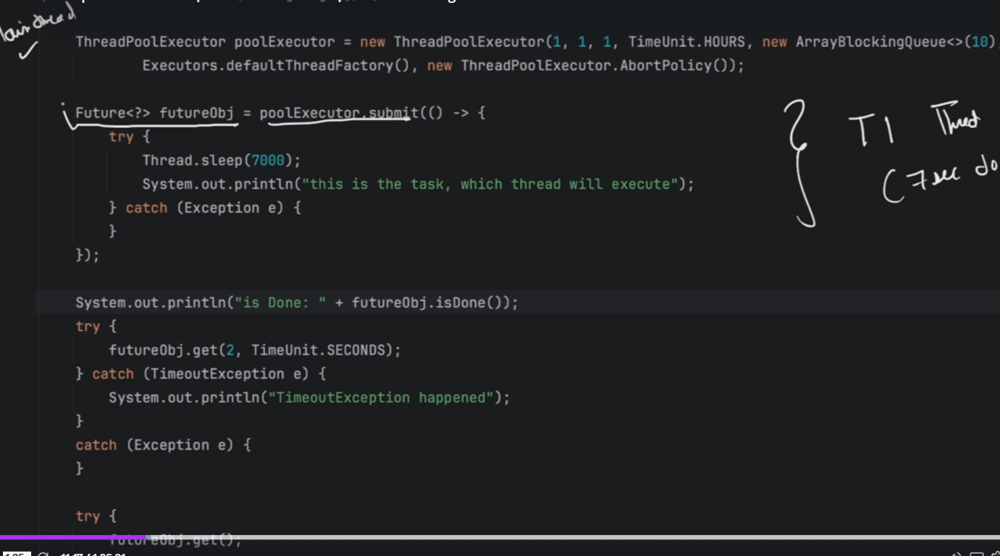 Main thread
ThreadPoolExecutor poolExecutor = new ThreadPoolExecutor(1, 1, 1, TimeUnit.HOURS, new ArrayBlockingQueue<>(10),
Executors.defaultThreadFactory(), new ThreadPoolExecutor.AbortPolicy());
Future<?> futureObj = poolExecutor.submit(() -> {
try {
Thread.sleep(7000);
System.out.println("this is the task, which thread will execute");
} catch (Exception e) {
}
});
} T1 Thread
(7sec do
System.out.println("is Done: " + futureObj.isDone());
try {
futureObj.get(2, TimeUnit.SECONDS);
} catch (TimeoutException e) {
System.out.println("TimeoutException happened");
}
catch (Exception e) {
}
try {
futureObj.get();